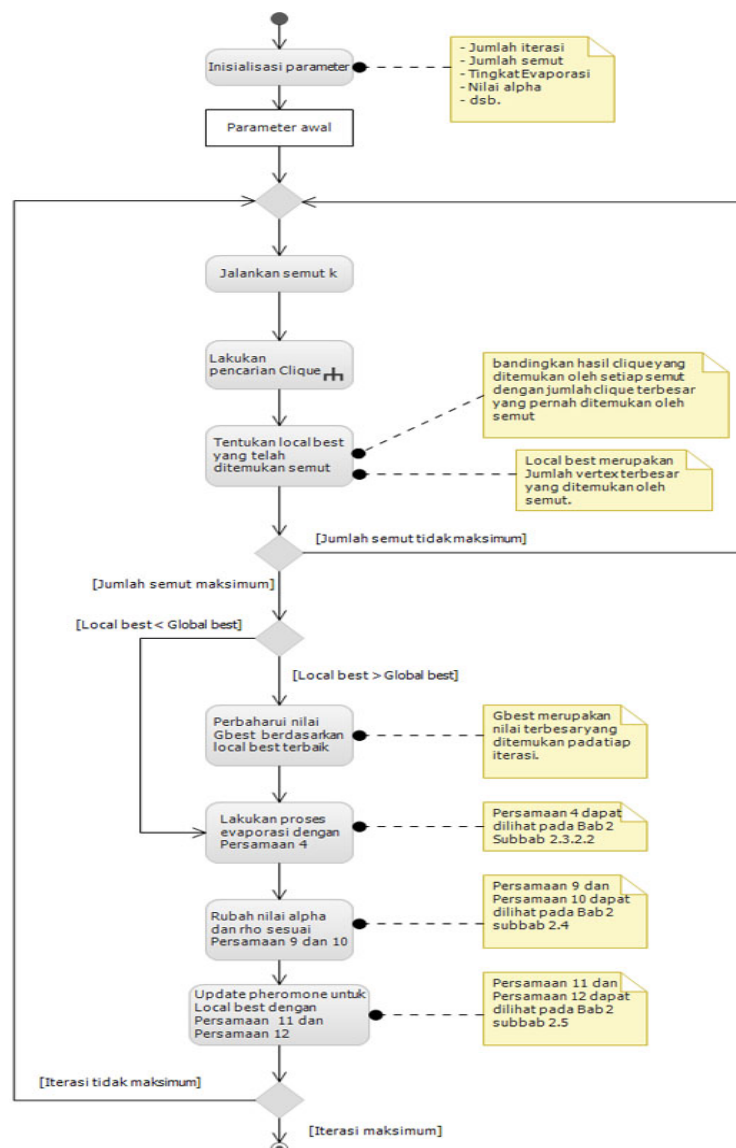 Inisialisasi parameter
- Jumlah iterasi
- Jumlah semut
- Tingkat Evaporasi
- Nilai alpha
- dsb.
Parameter awal
Jalankan semut k
Lakukan
pencarian Clique
bandingkan hasil clique yang
ditemukan oleh setiap semut
dengan jumlah clique terbesar
yang pernah ditemukan oleh
semut
Tentukan local best
yang telah
ditemukan semut
Local best merupakan
Jumlah vertex terbesar
yang ditemukan oleh
semut.
[Jumlah semut tidak maksimum]
[Jumlah semut maksimum]
[Local best < Global best]
[Local best > Global best]
Perbaharui nilai
Gbest berdasarkan
local best terbaik
Gbest merupakan
nilai terbesar yang
ditemukan pada tiap
iterasi.
Lakukan proses
evaporasi dengan
Persamaan 4
Persamaan 4 dapat
dilihat pada Bab 2
Subbab 2.3.2.2
Rubah nilai alpha
dan rho sesuai
Persamaan 9 dan 10
Persamaan 9 dan
Persamaan 10 dapat
dilihat pada Bab 2
subbab 2.4
Update pheromone untuk
Local best dengan
Persamaan 11 dan
Persamaan 12
Persamaan 11 dan
Persamaan 12 dapat
dilihat pada Bab 2
subbab 2.5
[Iterasi tidak maksimum]
[Iterasi maksimum]